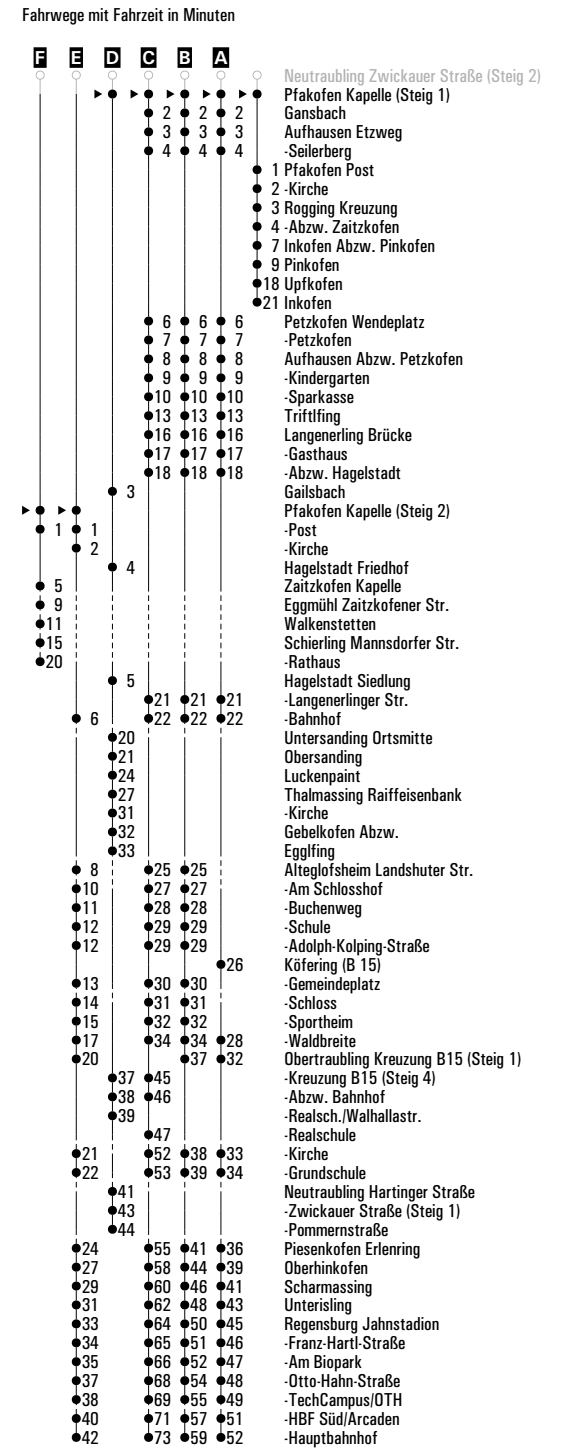 Fahrwege mit Fahrzeit in Minuten
F E D C B A
Neutraubling Zwickauer Straße (Steig 2)
Pfakofen Kapelle (Steig 1)
2 2 2 Gansbach
3 3 3 Aufhausen Etzweg
4 4 4 -Seilerberg
1 Pfakofen Post
2 -Kirche
3 Rogging Kreuzung
4 -Abzw. Zaitzkofen
7 Inkofen Abzw. Pinkofen
9 Pinkofen
18 Upfkofen
21 Inkofen
6 6 6 Petzkofen Wendeplatz
7 7 7 -Petzkofen
8 8 8 Aufhausen Abzw. Petzkofen
9 9 9 -Kindergarten
10 10 10 -Sparkasse
13 13 13 Triftlfing
16 16 16 Langenerling Brücke
17 17 17 -Gasthaus
18 18 18 -Abzw. Hagelstadt
3 Gailsbach
Pfakofen Kapelle (Steig 2)
1 1 -Post
2 -Kirche
4 Hagelstadt Friedhof
5 Zaitzkofen Kapelle
9 Eggmühl Zaitzkofener Str.
11 Walkenstetten
15 Schierling Mannsdorfer Str.
20 -Rathaus
5 Hagelstadt Siedlung
21 21 21 -Langenerlinger Str.
6 22 22 22 -Bahnhof
20 Untersanding Ortsmitte
21 Obersanding
24 Luckenpaint
27 Thalmassing Raiffeisenbank
31 -Kirche
32 Gebelkofen Abzw.
33 Egglfing
8 25 25 Alteglofsheim Landshuter Str.
10 27 27 -Am Schlosshof
11 28 28 -Buchenweg
12 29 29 -Schule
12 29 29 -Adolph-Kolping-Straße
26 Köfering (B 15)
13 30 30 -Gemeindeplatz
14 31 31 -Schloss
15 32 32 -Sportheim
17 34 34 28 -Waldbreite
20 37 32 Obertraubling Kreuzung B15 (Steig 1)
37 45 -Kreuzung B15 (Steig 4)
38 46 -Abzw. Bahnhof
39 -Realsch./Walhallastr.
47 -Realschule
21 52 38 33 -Kirche
22 53 39 34 -Grundschule
41 Neutraubling Hartinger Straße
43 -Zwickauer Straße (Steig 1)
44 -Pommernstraße
24 55 41 36 Piesenkofen Erlenring
27 58 44 39 Oberhinkofen
29 60 46 41 Scharmassing
31 62 48 43 Unterisling
33 64 50 45 Regensburg Jahnstadion
34 65 51 46 -Franz-Hartl-Straße
35 66 52 47 -Am Biopark
37 68 54 48 -Otto-Hahn-Straße
38 69 55 49 -TechCampus/OTH
40 71 57 51 -HBF Süd/Arcaden
42 73 59 52 -Hauptbahnhof